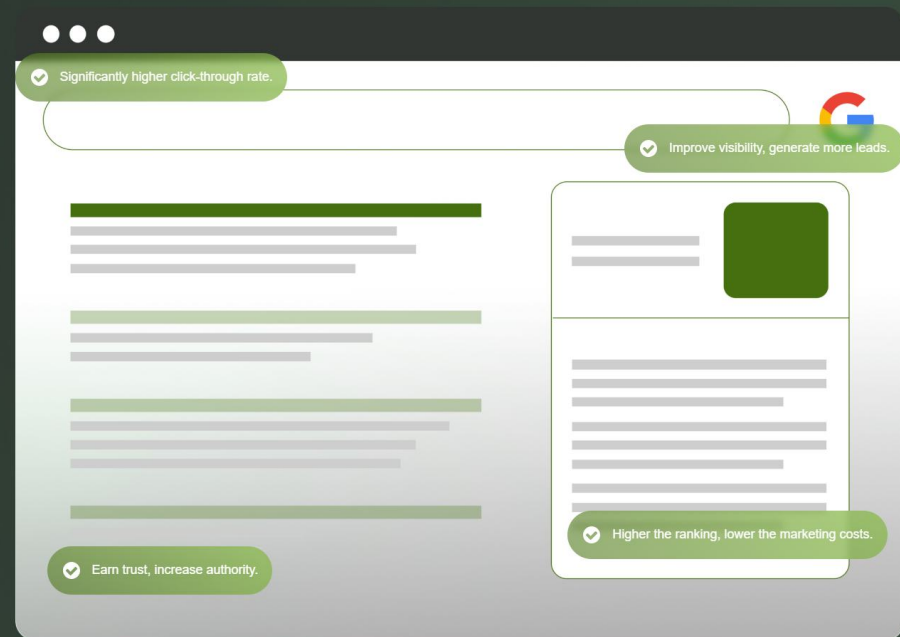 Significantly higher click-through rate.
Improve visibility, generate more leads.
Higher the ranking, lower the marketing costs.
Earn trust, increase authority.